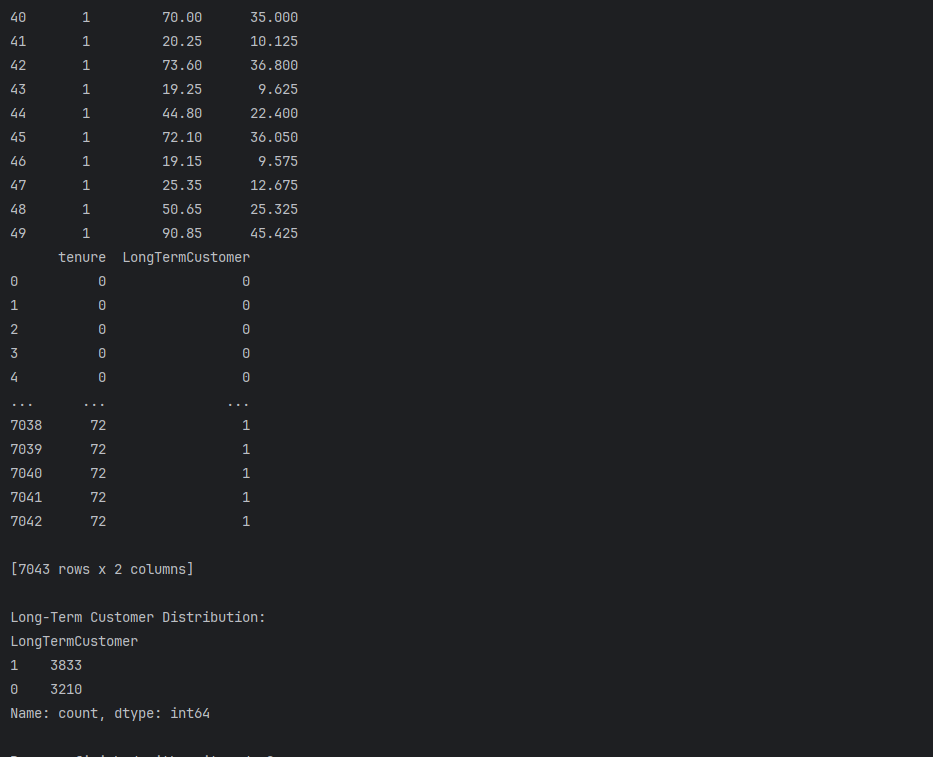 40       1         70.00      35.000
41       1         20.25      10.125
42       1         73.60      36.800
43       1         19.25       9.625
44       1         44.80      22.400
45       1         72.10      36.050
46       1         19.15       9.575
47       1         25.35      12.675
48       1         50.65      25.325
49       1         90.85      45.425
      tenure  LongTermCustomer
0          0                 0
1          0                 0
2          0                 0
3          0                 0
4          0                 0
...      ...               ...
7038      72                 1
7039      72                 1
7040      72                 1
7041      72                 1
7042      72                 1
[7043 rows x 2 columns]
Long-Term Customer Distribution:
LongTermCustomer
1    3833
0    3210
Name: count, dtype: int64